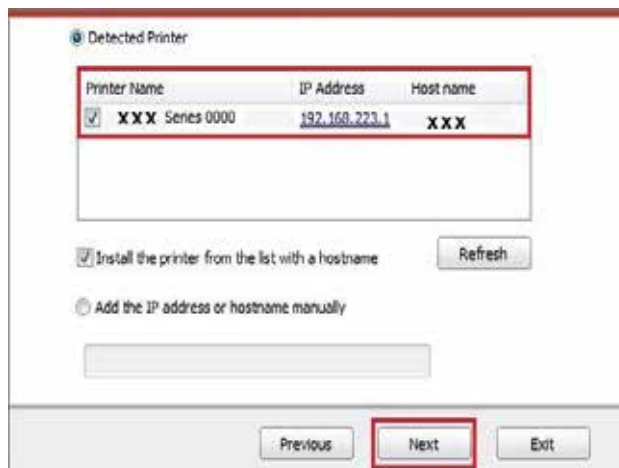 Detected Printer
Printer Name IP Address Host name
XXX Series 0000 192.168.223.1 XXX
Install the printer from the list with a hostname Refresh
Add the IP address or hostname manually
Previous Next Exit